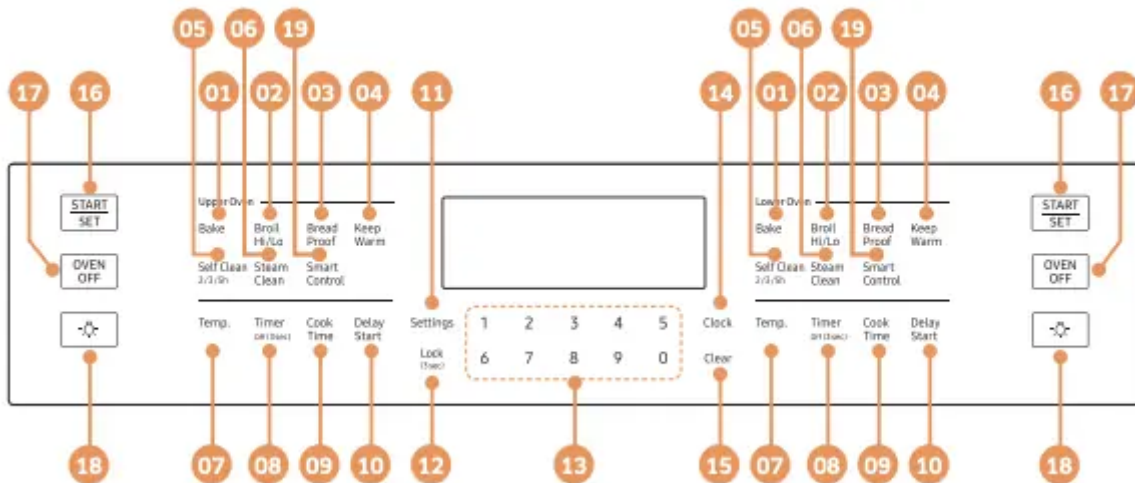 05 06 19 05 06 19
17 16 01 02 03 04 11 14 01 02 03 04 16 17
Upper Oven Lower Oven
START
SET
Bake Broil Hi/Lo Bread Proof Keep Warm
Bake Broil Hi/Lo Bread Proof Keep Warm
START
SET
OVEN
OFF
Self Clean 2/3/5h Steam Clean Smart Control
Self Clean 2/3/5h Steam Clean Smart Control
OVEN
OFF
Temp. Timer Off (3sec) Cook Time Delay Start
Settings 1 2 3 4 5 Clock
Lock (3sec) 6 7 8 9 0 Clear
Temp. Timer Off (3sec) Cook Time Delay Start
18 07 08 09 10 12 13 15 07 08 09 10 18